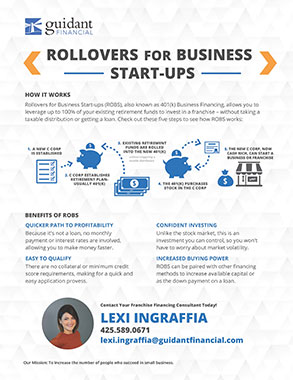 guidant
FINANCIAL
ROLLOVERS FOR BUSINESS
START-UPS
HOW IT WORKS
Rollovers for Business Startups (ROBS), also known as 401(k) Business Financing, allows you to
leverage up to 100% of your existing retirement funds to invest in a franchise – without taking a
taxable distribution or getting a loan. Check out these five steps to see how ROBS works:
1. A NEW C CORP
IS ESTABLISHED
2. C CORP ESTABLISHED
RETIREMENT PLAN-
USUALLY 401(K)
3. EXISTING RETIREMENT
FUNDS ARE ROLLED
INTO THE NEW 401(K)
4. THE 401(K) PURCHASES
STOCK IN THE C CORP
5. THE NEW C CORP, NOW
CASH RICH, CAN START
A BUSINESS OR FRANCHISE
BENEFITS OF ROBS
QUICKER PATH TO PROFITABILITY
Because it's not a loan, no monthly
payment or interest rates are involved,
allowing you to make money faster.
EASY TO QUALIFY
There are no collateral or minimum credit
score requirements, making for a quick and
easy application process.
CONFIDENT INVESTING
Unlike the stock market, this is an
investment you can control, so you won't
have to worry about market volatility.
INCREASED BUYING POWER
ROBS can be paired with other financing
methods to increase available capital or
as the down payment on a loan.
Contact Your Franchise Financing Consultant Today!
LEXI INGRAFFIA
425.589.0671
lexi.ingraffia@guidantfinancial.com
Our Mission: To increase the number of people who succeed in small business.